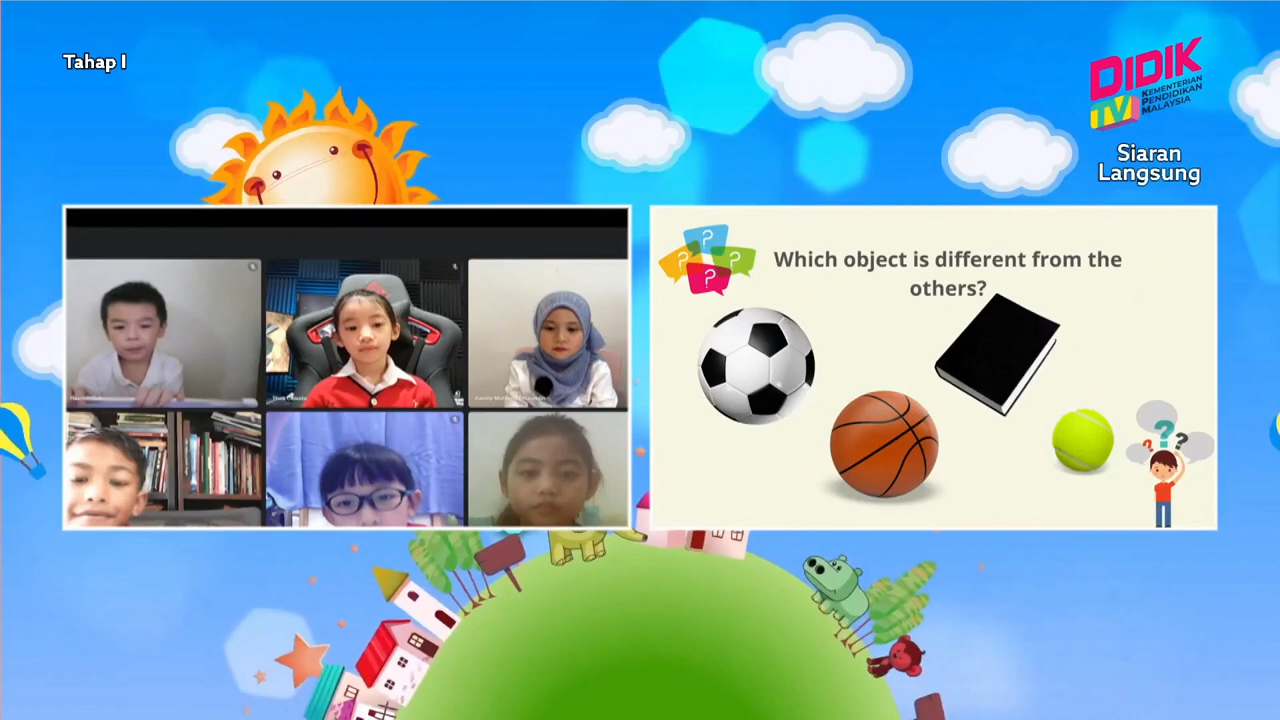 Tahap I
DIDIK
TV
KEMENTERIAN
PENDIDIKAN
MALAYSIA
Siaran
Langsung
Which object is different from the
others?